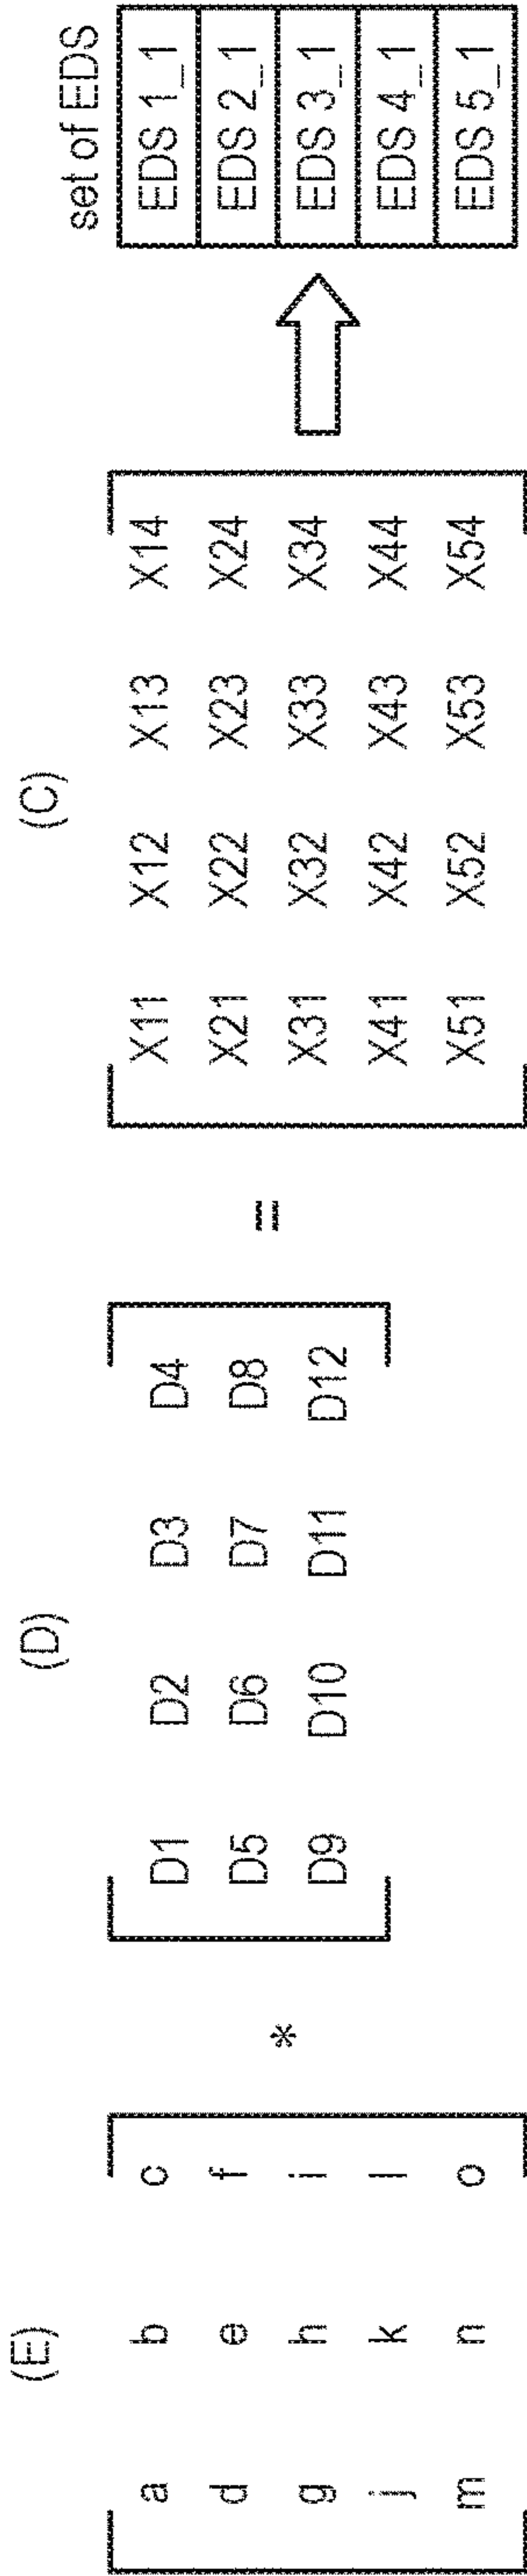 (E) (D) (C) set of EDS
a b c D1 D2 D3 D4 X11 X12 X13 X14 EDS 1_1
d e f D5 D6 D7 D8 X21 X22 X23 X24 EDS 2_1
g h i * D9 D10 D11 D12 = X31 X32 X33 X34 EDS 3_1
j k l X41 X42 X43 X44 EDS 4_1
m n o X51 X52 X53 X54 EDS 5_1